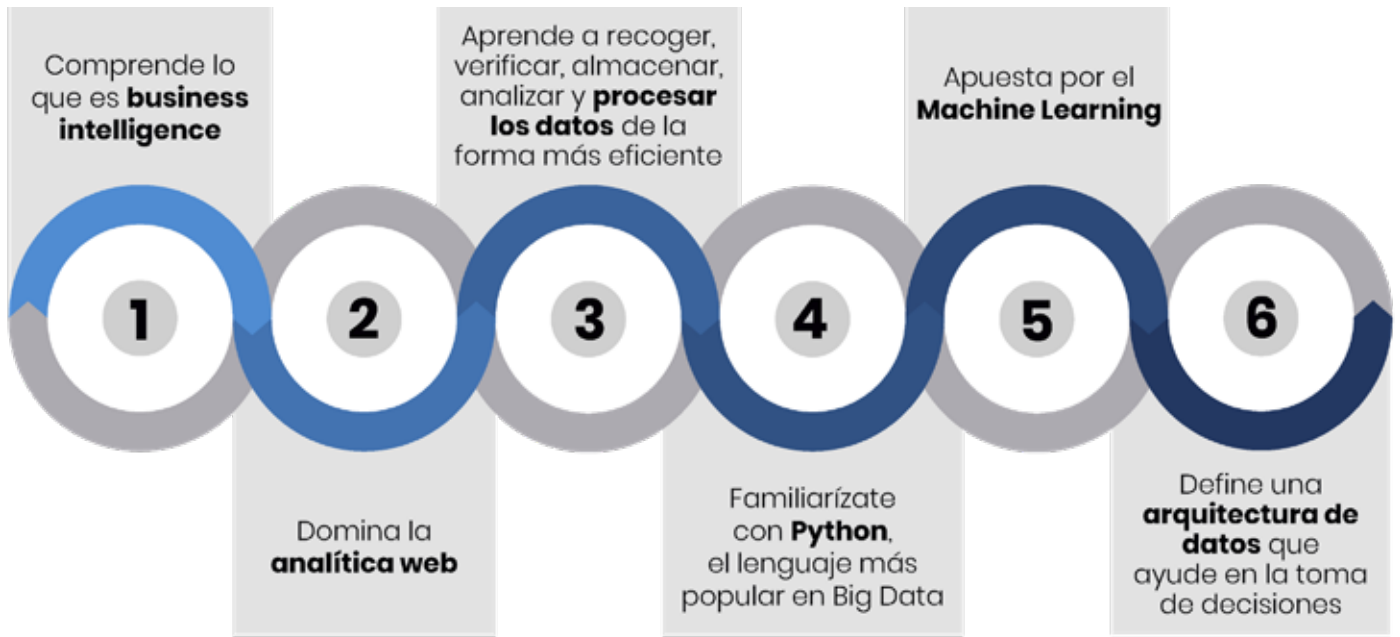 Comprende lo
que es business
intelligence
1
Domina la
analítica web
2
Aprende a recoger,
verificar, almacenar,
analizar y procesar
los datos de la
forma más eficiente
3
Familiarízate
con Python,
el lenguaje más
popular en Big Data
4
Apuesta por el
Machine Learning
5
Define una
arquitectura de
datos que
ayude en la toma
de decisiones
6